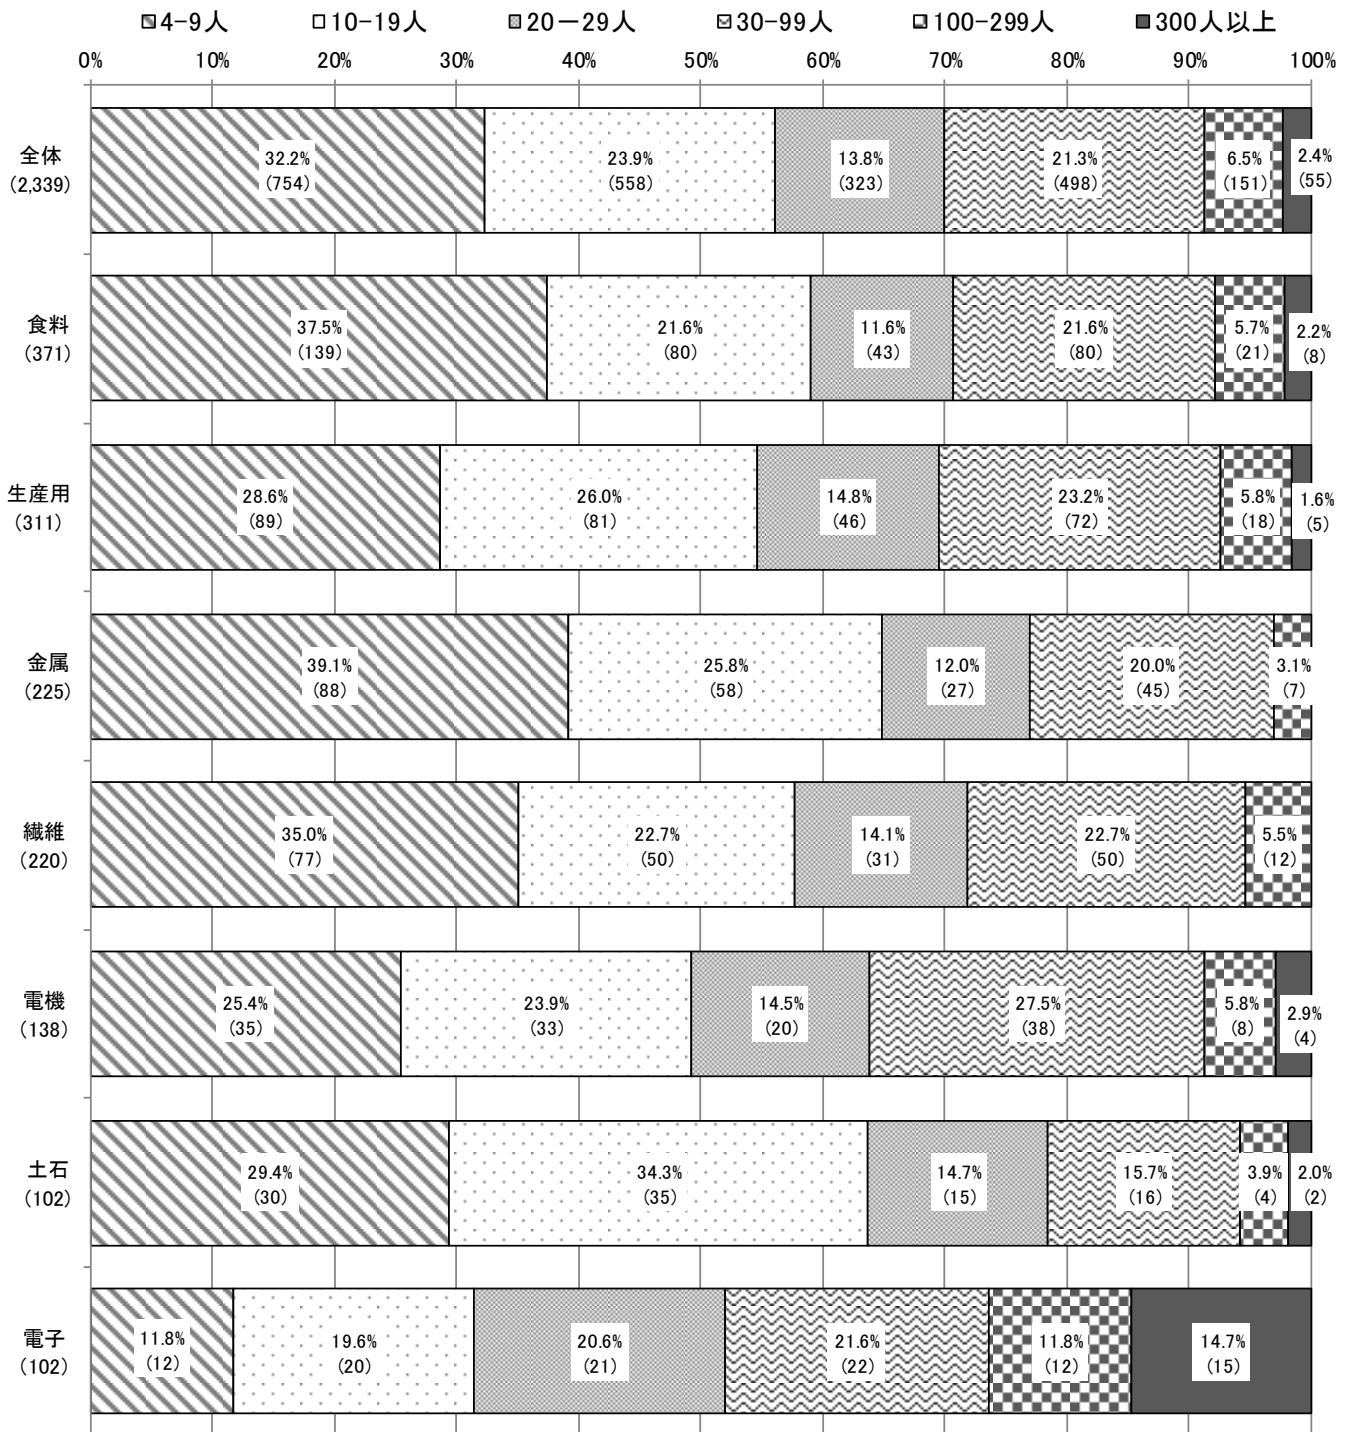 4-9人 10-19人 20－29人 30-99人 100-299人 300人以上
0% 10% 20% 30% 40% 50% 60% 70% 80% 90% 100%
全体
(2,339)
32.2% 23.9% 13.8% 21.3% 6.5% 2.4%
(754) (558) (323) (498) (151) (55)
食料
(371)
37.5% 21.6% 11.6% 21.6% 5.7% 2.2%
(139) (80) (43) (80) (21) (8)
生産用
(311)
28.6% 26.0% 14.8% 23.2% 5.8% 1.6%
(89) (81) (46) (72) (18) (5)
金属
(225)
39.1% 25.8% 12.0% 20.0% 3.1%
(88) (58) (27) (45) (7)
繊維
(220)
35.0% 22.7% 14.1% 22.7% 5.5%
(77) (50) (31) (50) (12)
電機
(138)
25.4% 23.9% 14.5% 27.5% 5.8% 2.9%
(35) (33) (20) (38) (8) (4)
土石
(102)
29.4% 34.3% 14.7% 15.7% 3.9% 2.0%
(30) (35) (15) (16) (4) (2)
電子
(102)
11.8% 19.6% 20.6% 21.6% 11.8% 14.7%
(12) (20) (21) (22) (12) (15)